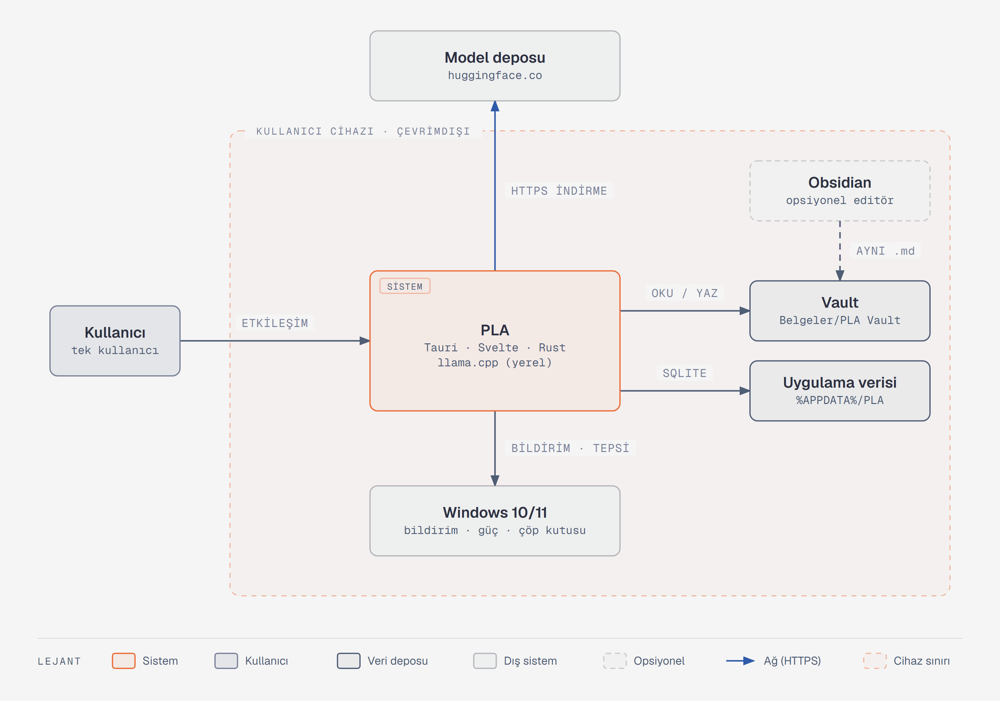 Model deposu
huggingface.co
KULLANICI CİHAZI · ÇEVRİMDIŞI
HTTPS İNDİRME
Obsidian
opsiyonel editör
AYNI .md
SİSTEM
PLA
Tauri · Svelte · Rust
llama.cpp (yerel)
Kullanıcı
tek kullanıcı
ETKİLEŞİM
OKU / YAZ
Vault
Belgeler/PLA Vault
SQLITE
Uygulama verisi
%APPDATA%/PLA
BİLDİRİM · TEPSİ
Windows 10/11
bildirim · güç · çöp kutusu
LEJANT
Sistem
Kullanıcı
Veri deposu
Dış sistem
Opsiyonel
Ağ (HTTPS)
Cihaz sınırı